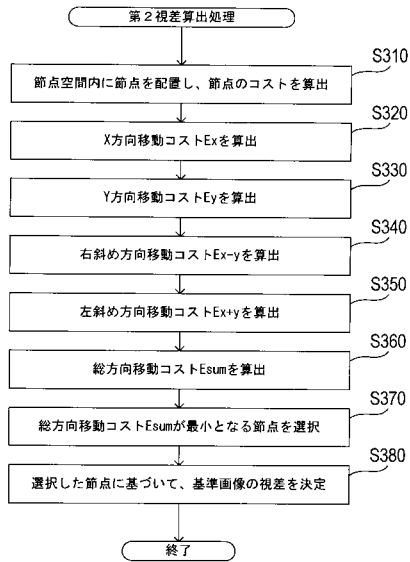 第２視差算出処理
S310
節点空間内に節点を配置し、節点のコストを算出
S320
X方向移動コストExを算出
S330
Y方向移動コストEyを算出
S340
右斜め方向移動コストEx-yを算出
S350
左斜め方向移動コストEx+yを算出
S360
総方向移動コストEsumを算出
S370
総方向移動コストEsumが最小となる節点を選択
S380
選択した節点に基づいて、基準画像の視差を決定
終了